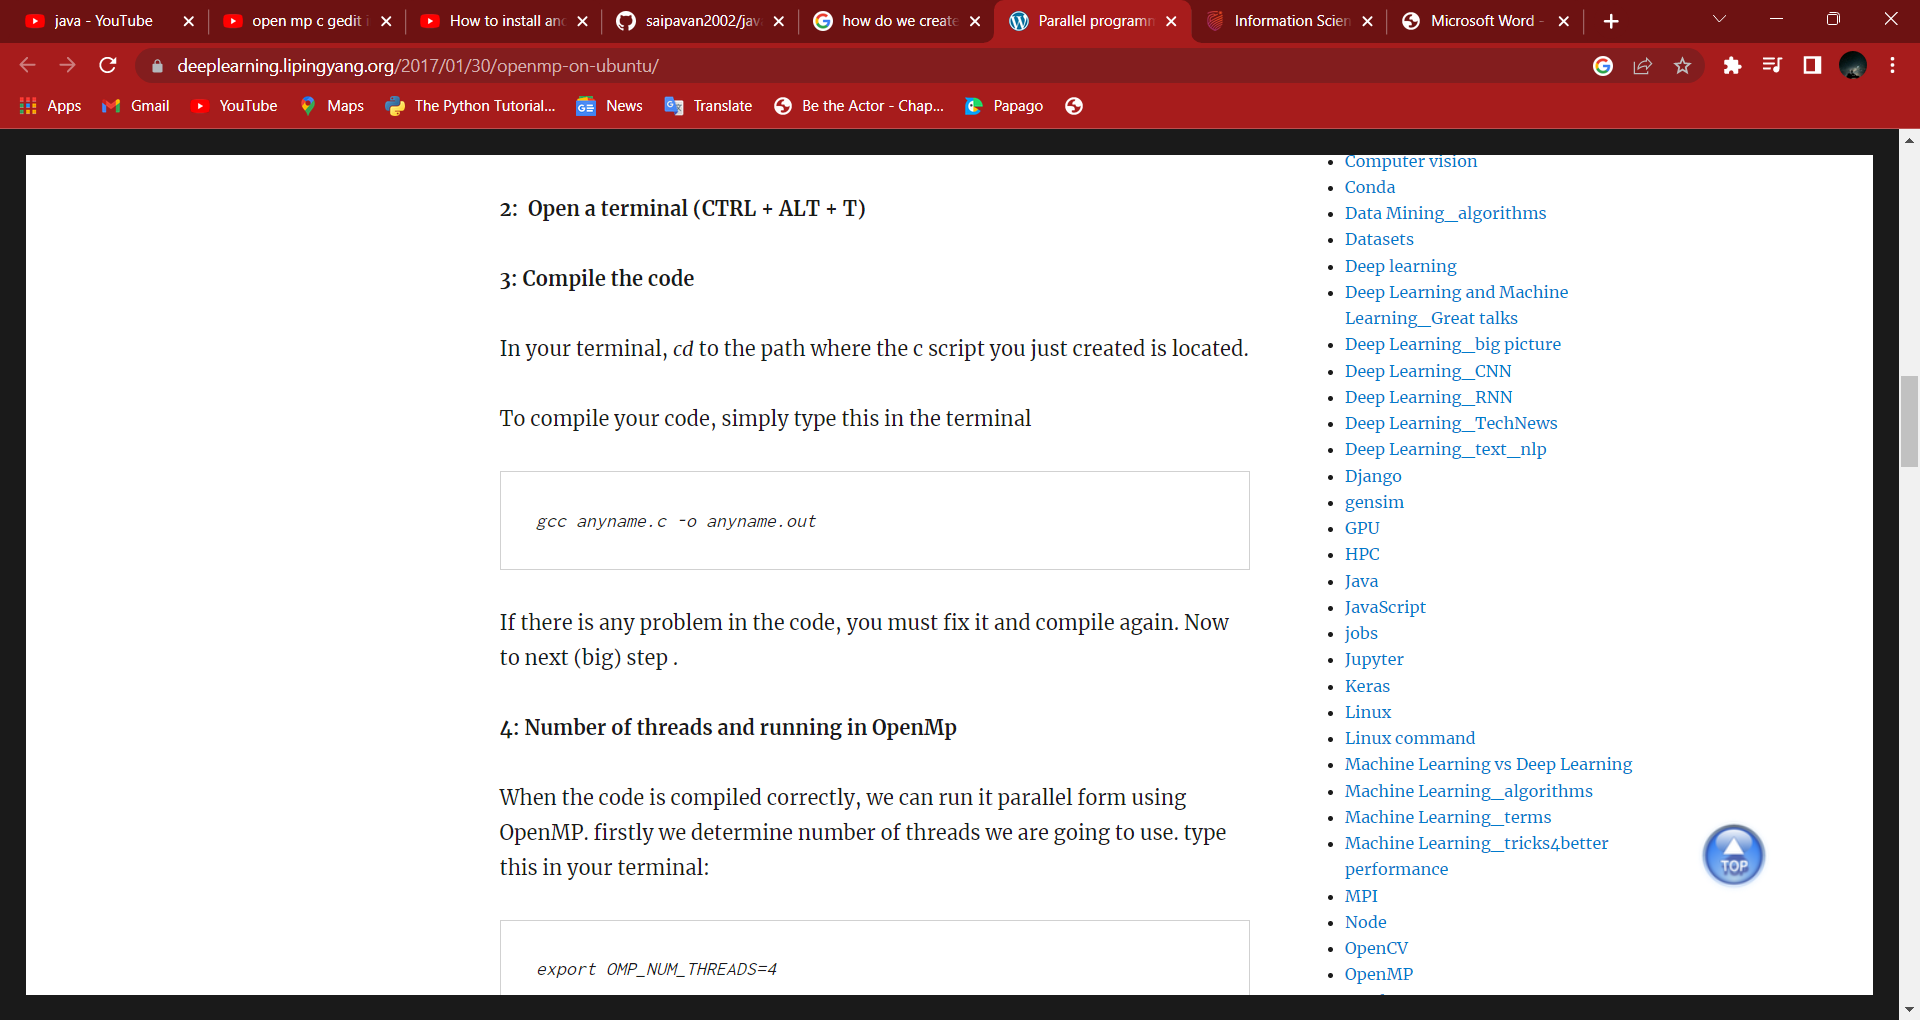 java - YouTube
open mp c gedit i
How to install an
saipavan2002/jav
how do we create
Parallel programm
Information Scien
Microsoft Word -
deeplearning.lipingyang.org/2017/01/30/openmp-on-ubuntu/
Apps
Gmail
YouTube
Maps
The Python Tutorial...
News
Translate
Be the Actor - Chap...
Papago
2:  Open a terminal (CTRL + ALT + T)
3: Compile the code
In your terminal, cd to the path where the c script you just created is located.
To compile your code, simply type this in the terminal
gcc anyname.c -o anyname.out
If there is any problem in the code, you must fix it and compile again. Now
to next (big) step .
4: Number of threads and running in OpenMp
When the code is compiled correctly, we can run it parallel form using
OpenMP. firstly we determine number of threads we are going to use. type
this in your terminal:
export OMP_NUM_THREADS=4
Computer vision
Conda
Data Mining_algorithms
Datasets
Deep learning
Deep Learning and Machine
Learning_Great talks
Deep Learning_big picture
Deep Learning_CNN
Deep Learning_RNN
Deep Learning_TechNews
Deep Learning_text_nlp
Django
gensim
GPU
HPC
Java
JavaScript
jobs
Jupyter
Keras
Linux
Linux command
Machine Learning vs Deep Learning
Machine Learning_algorithms
Machine Learning_terms
Machine Learning_tricks4better
performance
MPI
Node
OpenCV
OpenMP
TOP